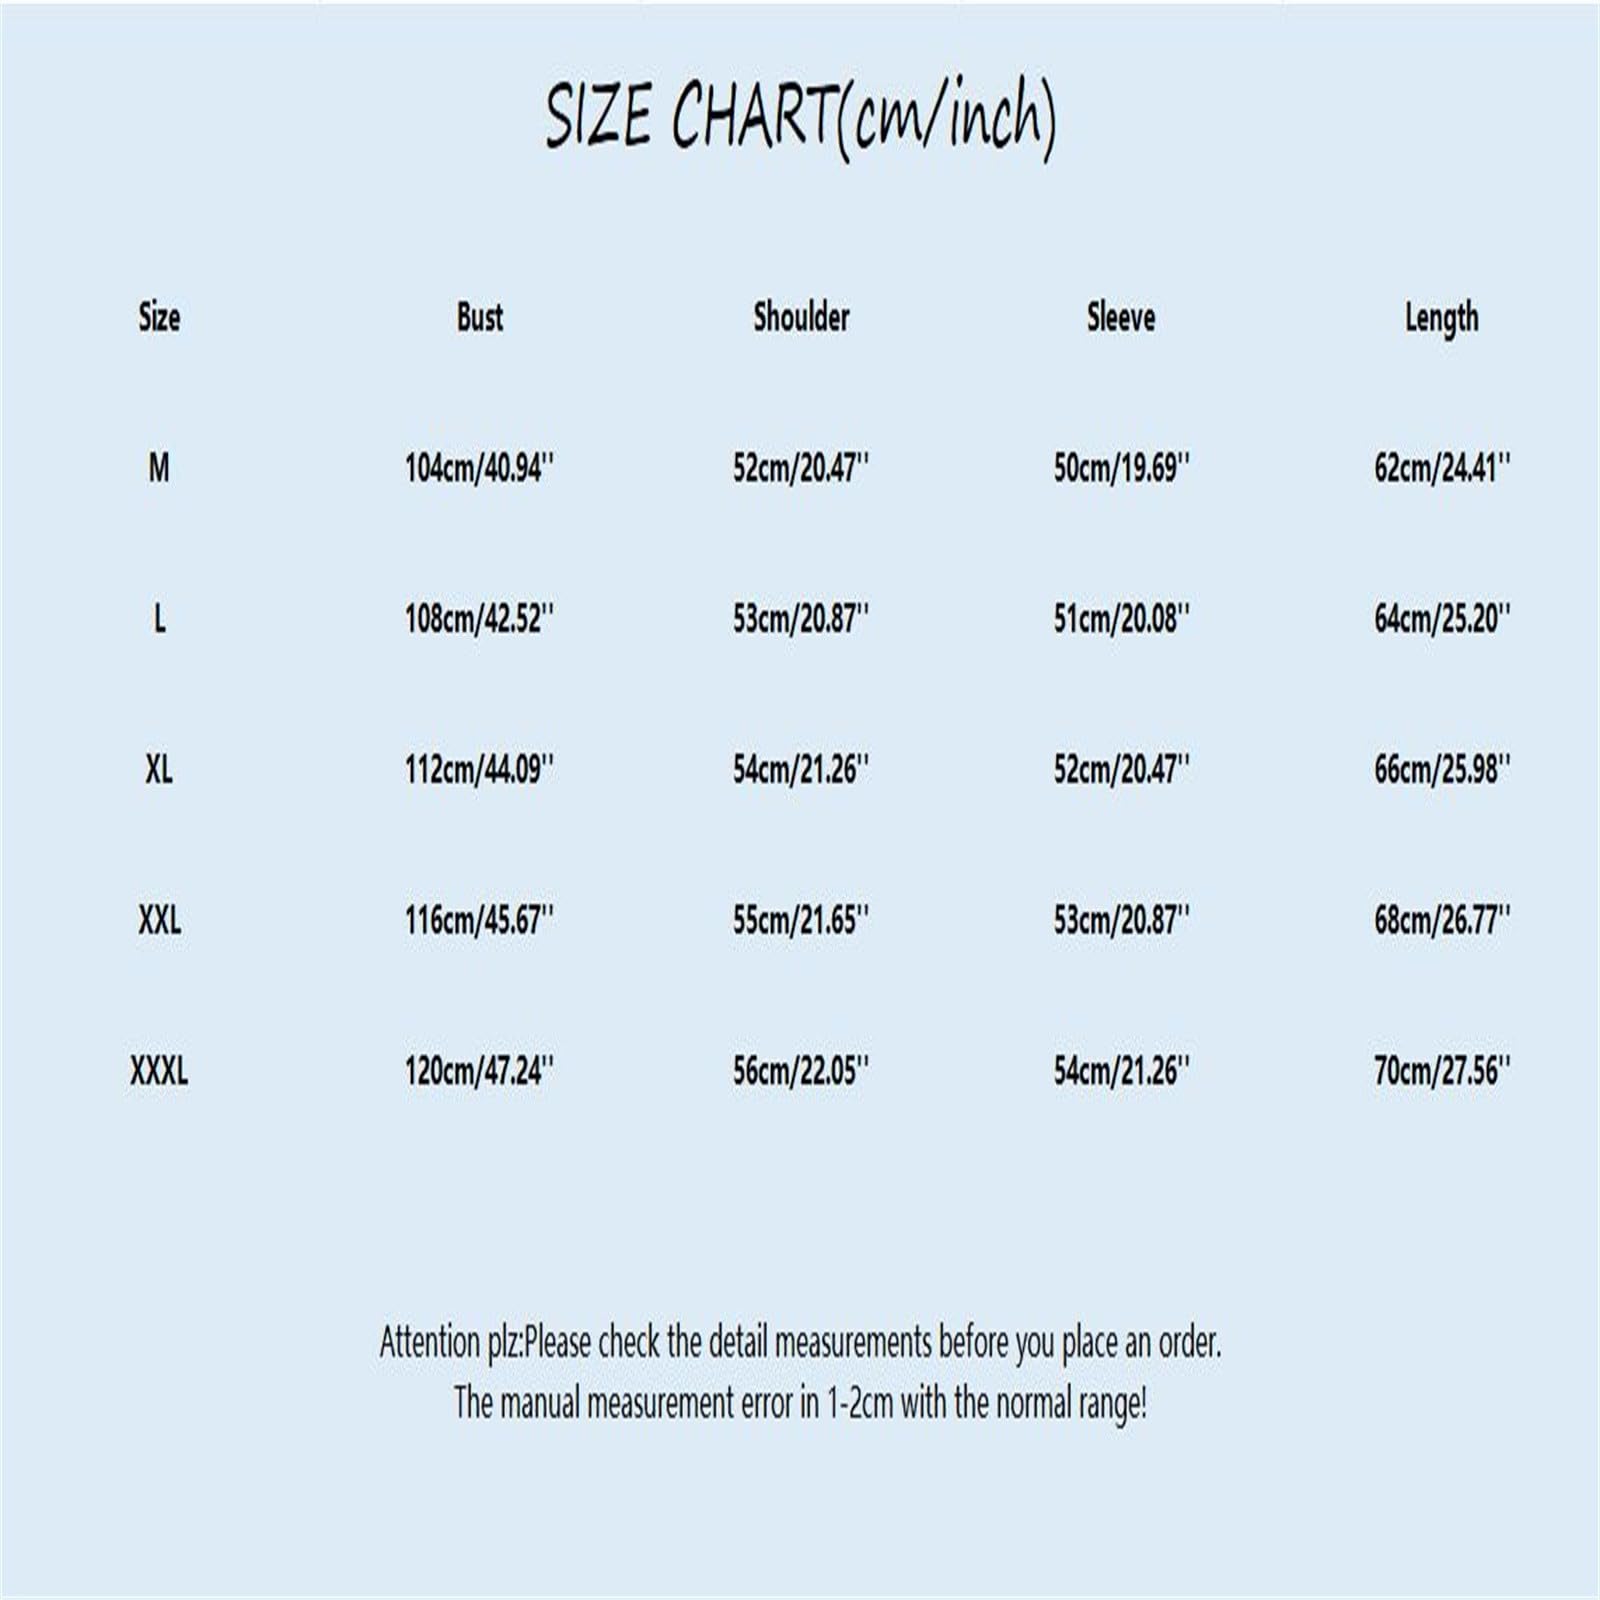 SIZE CHART(cm/inch)
Size Bust Shoulder Sleeve Length
M 104cm/40.94'' 52cm/20.47'' 50cm/19.69'' 62cm/24.41''
L 108cm/42.52'' 53cm/20.87'' 51cm/20.08'' 64cm/25.20''
XL 112cm/44.09'' 54cm/21.26'' 52cm/20.47'' 66cm/25.98''
XXL 116cm/45.67'' 55cm/21.65'' 53cm/20.87'' 68cm/26.77''
XXXL 120cm/47.24'' 56cm/22.05'' 54cm/21.26'' 70cm/27.56''
Attention plz:Please check the detail measurements before you place an order.
The manual measurement error in 1-2cm with the normal range!